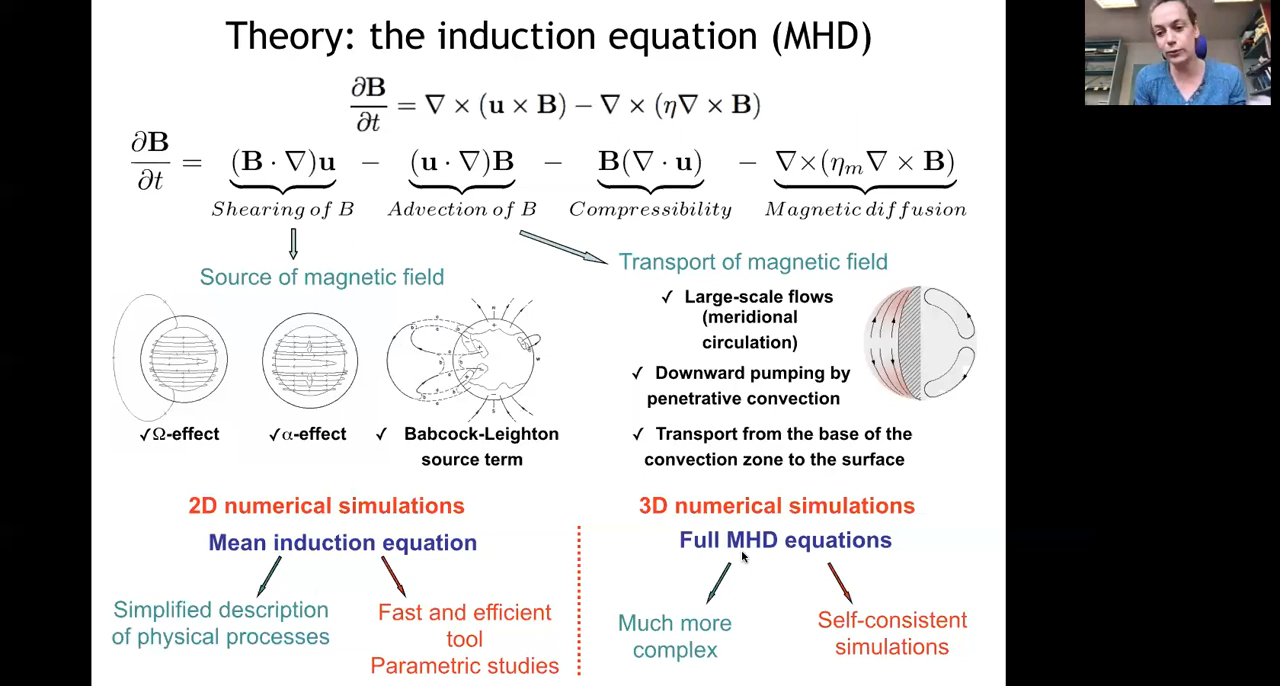 Theory: the induction equation (MHD)
∂B/∂t = ∇ × (u × B) − ∇ × (η∇ × B)
∂B/∂t = (B · ∇)u − (u · ∇)B − B(∇ · u) − ∇×(ηₘ∇ × B)
Shearing of B Advection of B Compressibility Magnetic diffusion
Source of magnetic field
Transport of magnetic field
✓ Large-scale flows
(meridional
circulation)
✓ Downward pumping by
penetrative convection
✓Ω-effect
✓α-effect
✓ Babcock-Leighton
source term
✓ Transport from the base of the
convection zone to the surface
2D numerical simulations
Mean induction equation
Simplified description
of physical processes
Fast and efficient
tool
Parametric studies
3D numerical simulations
Full MHD equations
Much more
complex
Self-consistent
simulations